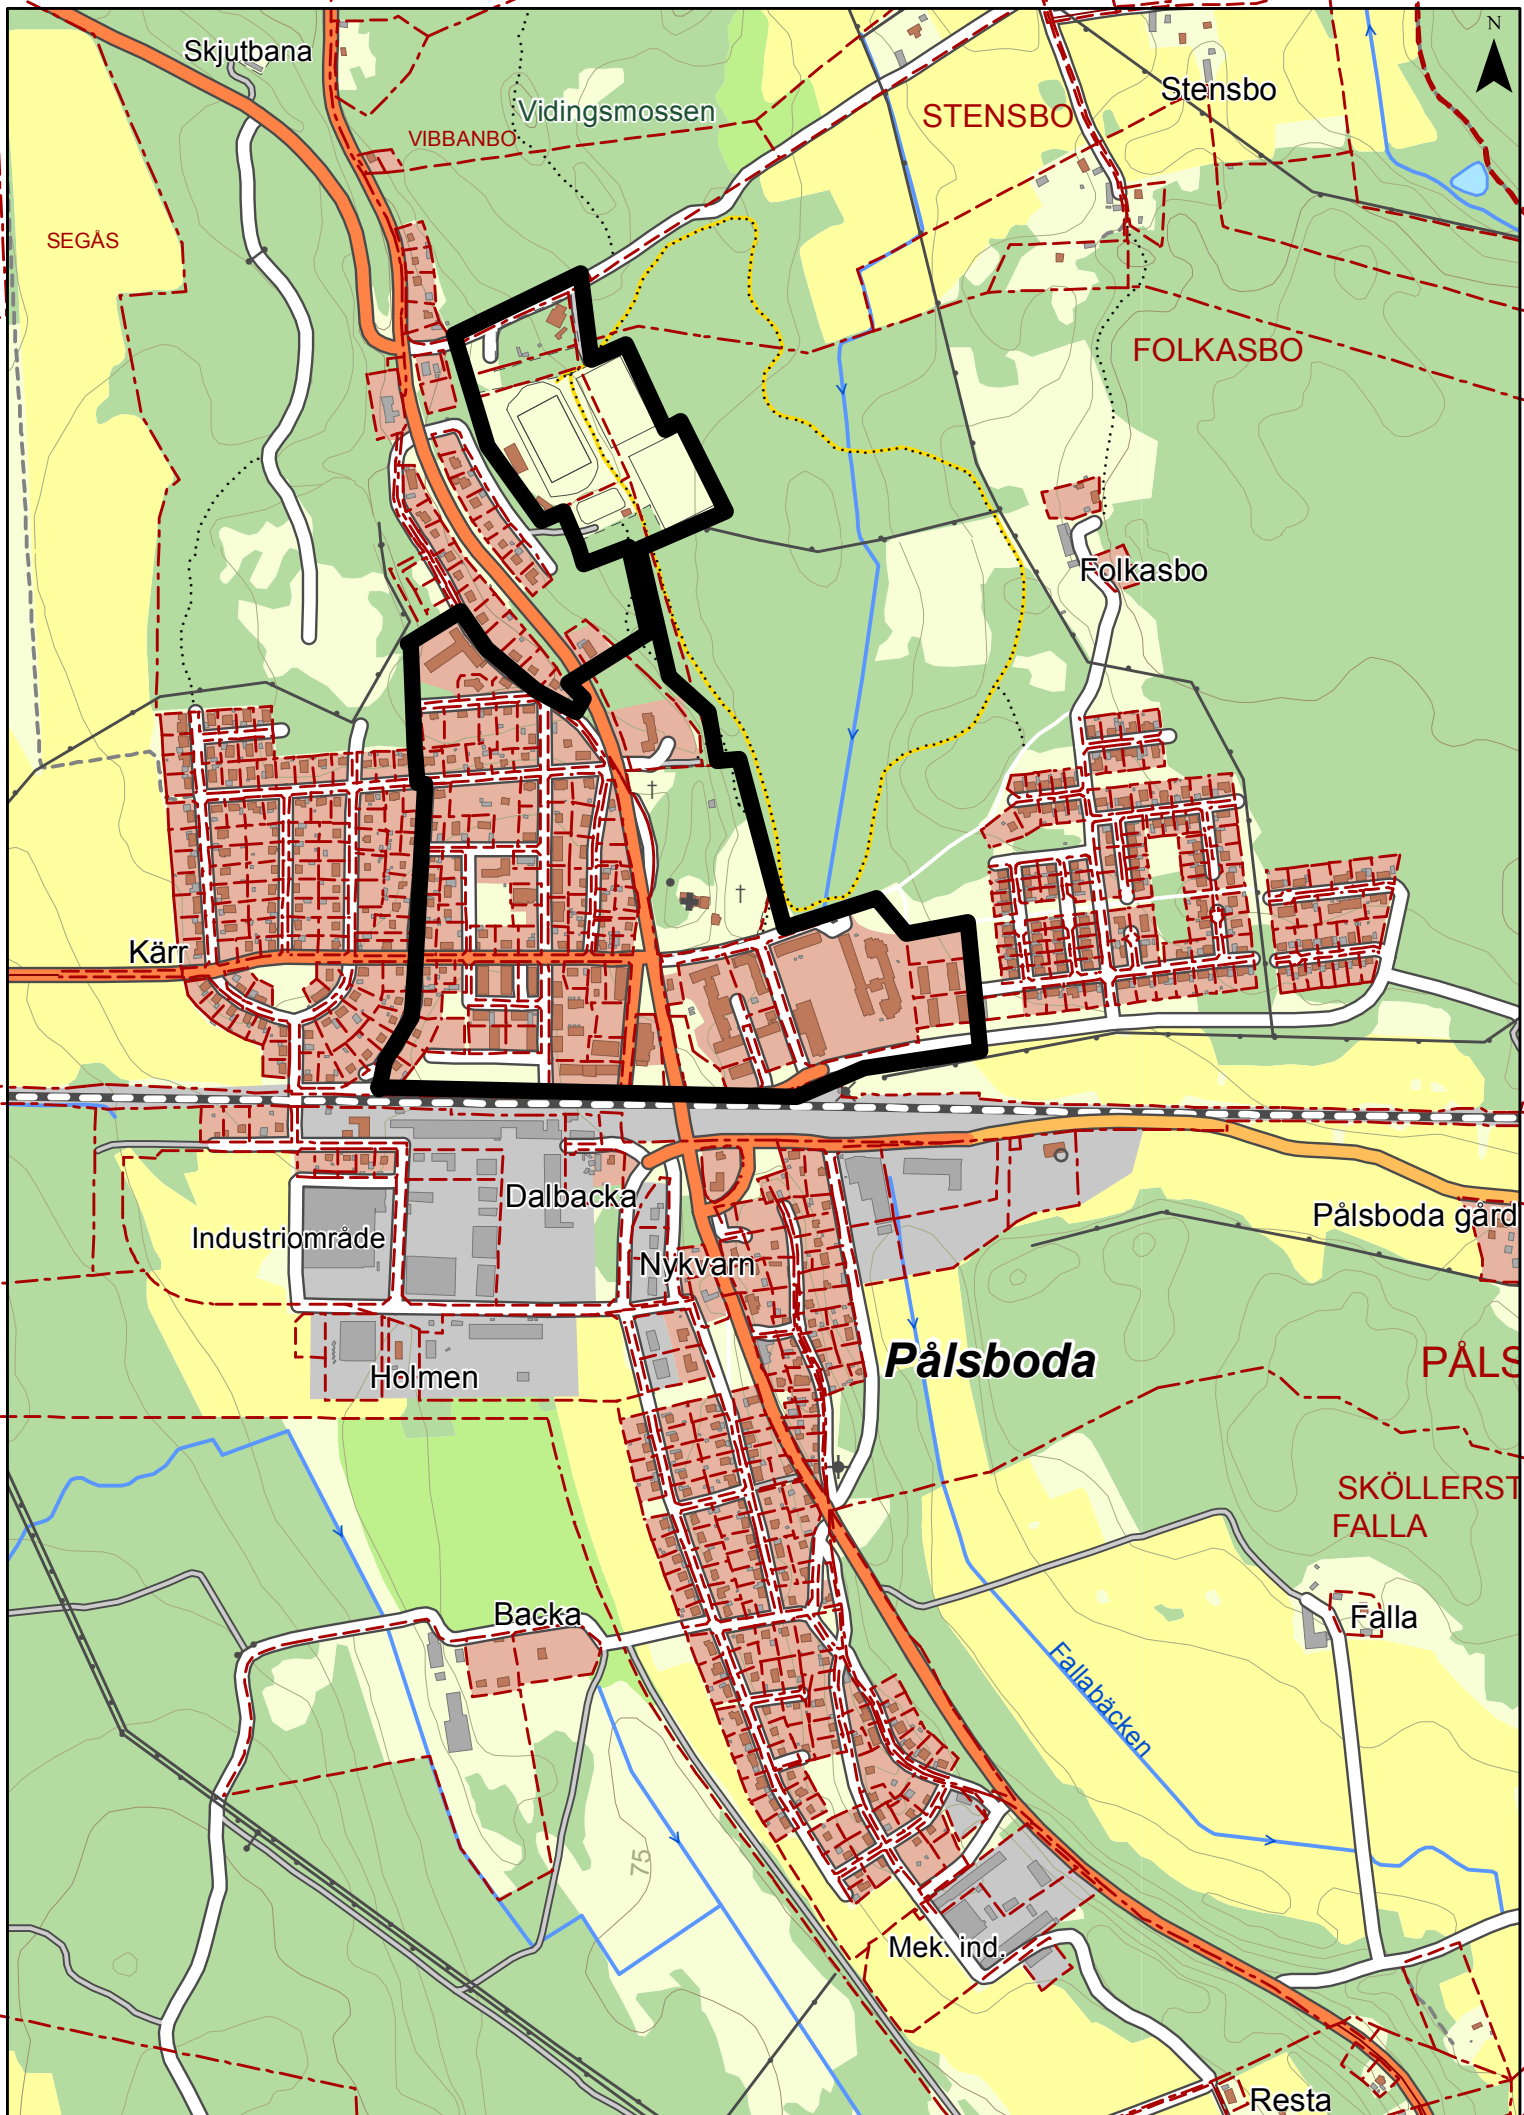 N
Skjutbana
Stensbo
Vidingsmossen
STENSBO
VIBBANBO
SEGÅS
FOLKASBO
Folkasbo
Kärr
Dalbacka
Pålsboda gård
Industriområde
Nykvarn
Pålsboda
PÅLS
Holmen
SKÖLLERST
FALLA
Backa
Falla
Fallabäcken
75
Mek. ind.
Resta